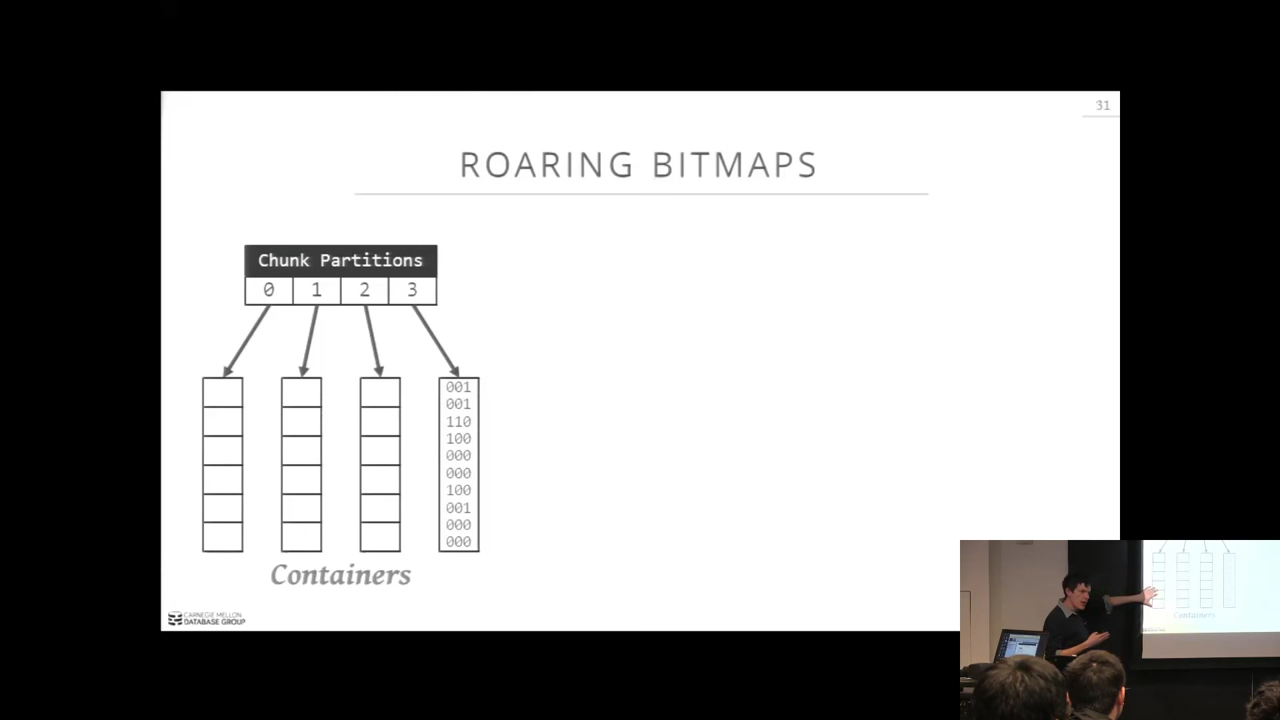 31
ROARING BITMAPS
Chunk Partitions
0 1 2 3
001
001
110
100
000
000
100
001
000
000
Containers
CARNEGIE MELLON
DATABASE GROUP
Containers